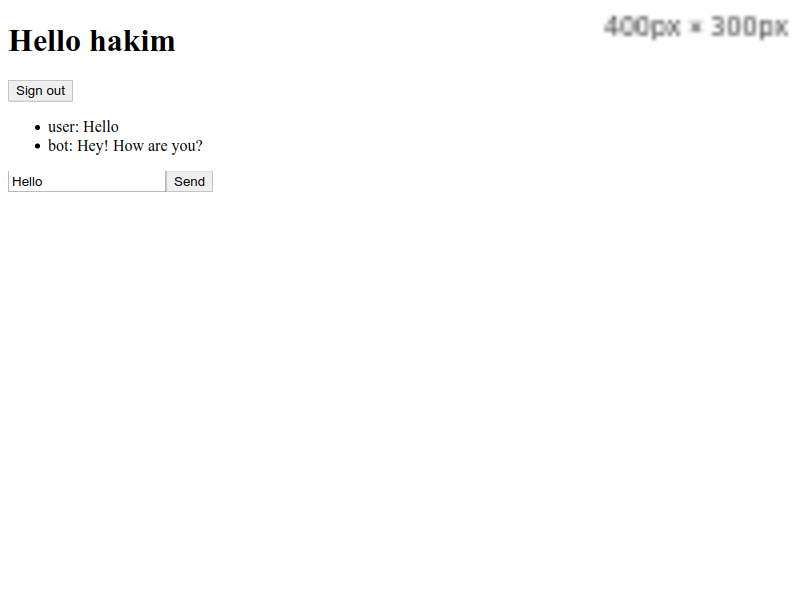 Hello hakim
400px × 300px
Sign out
user: Hello
bot: Hey! How are you?
Hello Send